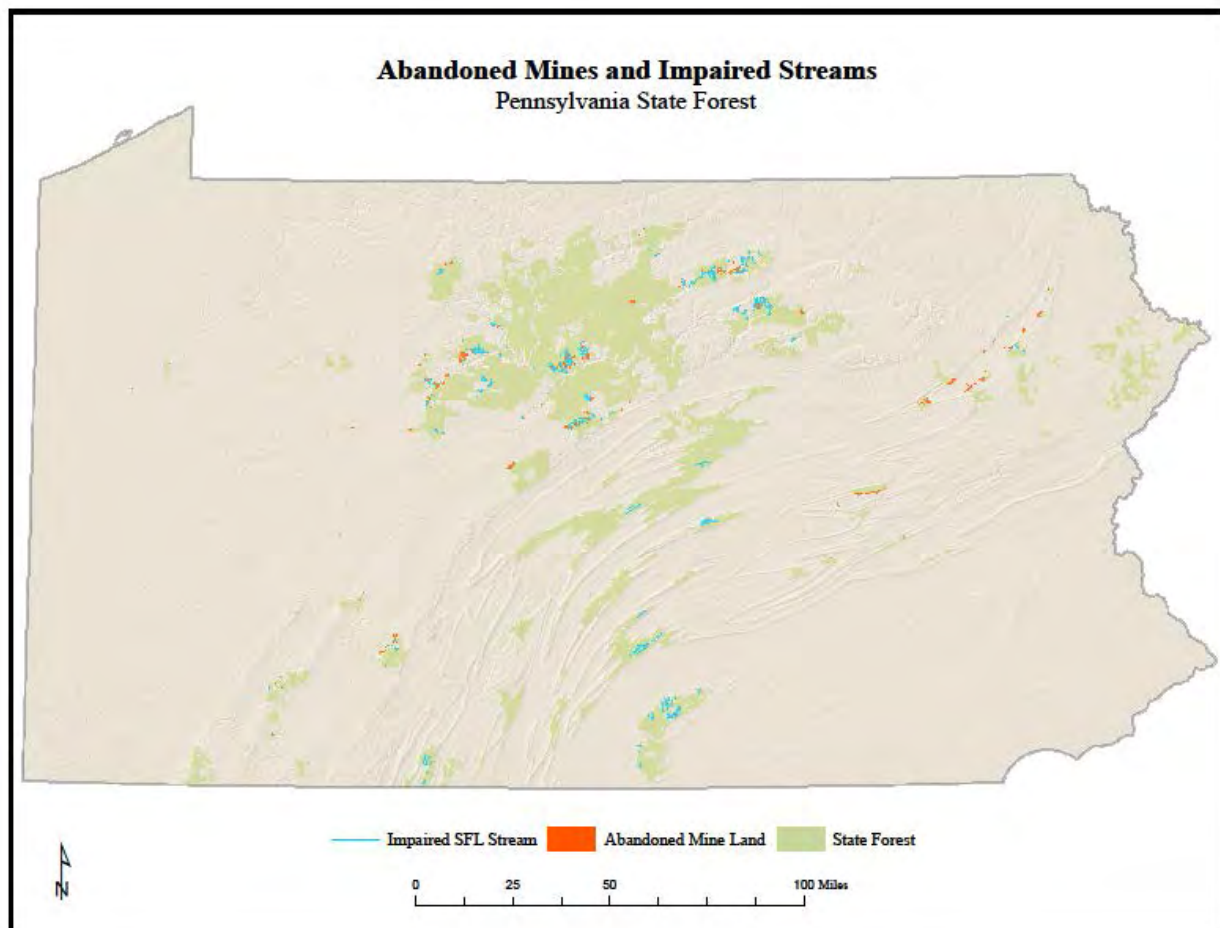 Abandoned Mines and Impaired Streams
Pennsylvania State Forest
Impaired SFL Stream Abandoned Mine Land State Forest
N
0 25 50 100 Miles